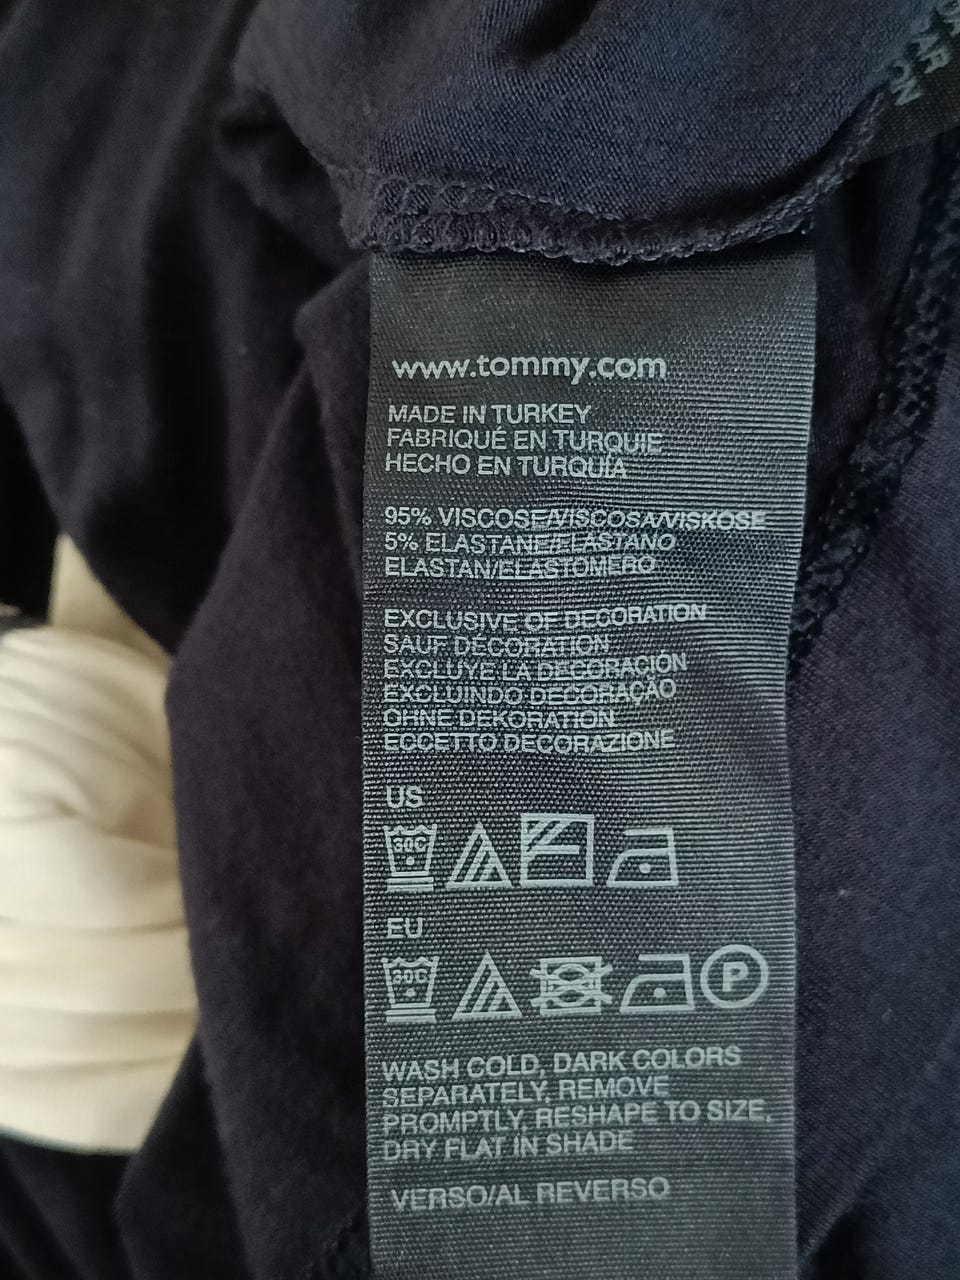 www.tommy.com
MADE IN TURKEY
FABRIQUÉ EN TURQUIE
HECHO EN TURQUÍA
95% VISCOSE/VISCOSA/VISKOSE
5% ELASTANE/ELASTANO
ELASTAN/ELASTOMERO
EXCLUSIVE OF DECORATION
SAUF DÉCORATION
EXCLUYE LA DECORACIÓN
EXCLUINDO DECORAÇÃO
OHNE DEKORATION
ECCETTO DECORAZIONE
US
30C
EU
30C
P
WASH COLD, DARK COLORS
SEPARATELY, REMOVE
PROMPTLY, RESHAPE TO SIZE,
DRY FLAT IN SHADE
VERSO/AL REVERSO